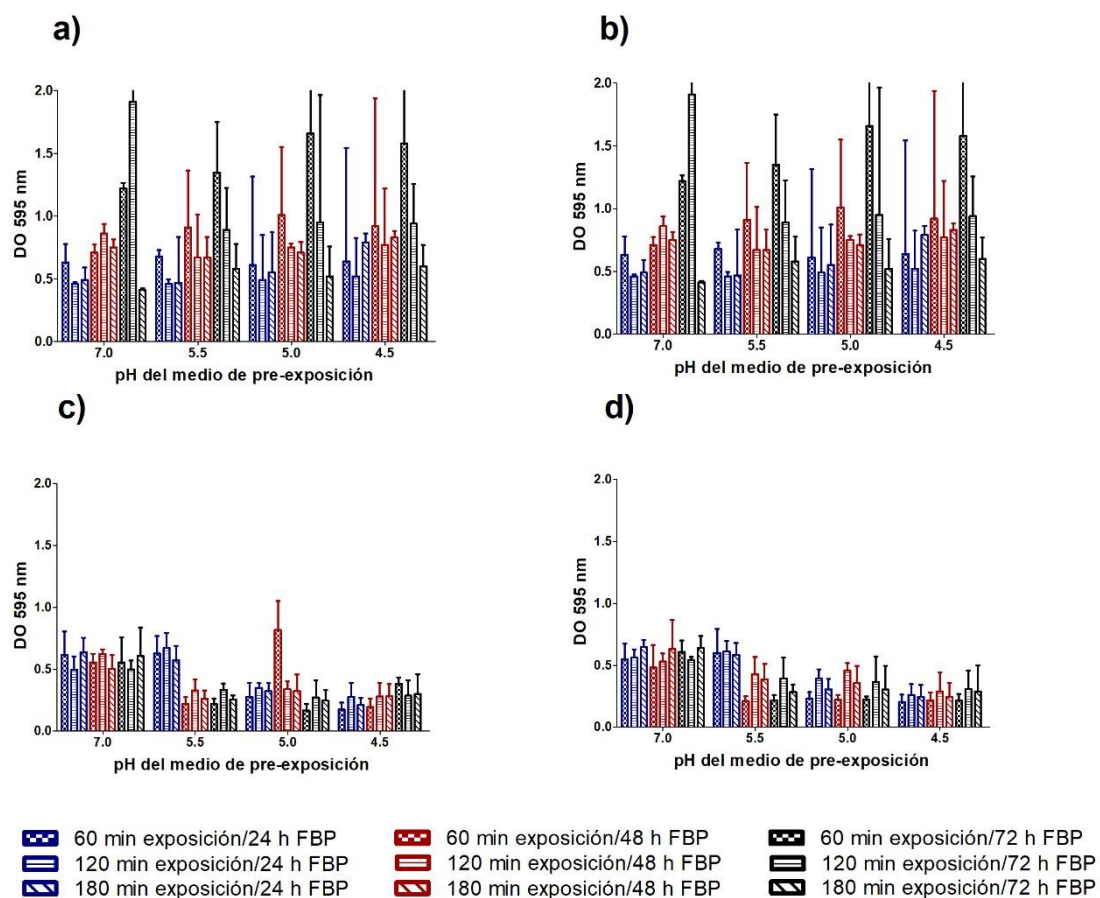 a)
2.0
1.5
1.0
0.5
0.0
DO 595 nm
7.0 5.5 5.0 4.5
pH del medio de pre-exposición
b)
2.0
1.5
1.0
0.5
0.0
DO 595 nm
7.0 5.5 5.0 4.5
pH del medio de pre-exposición
c)
2.0
1.5
1.0
0.5
0.0
DO 595 nm
7.0 5.5 5.0 4.5
pH del medio de pre-exposición
d)
2.0
1.5
1.0
0.5
0.0
DO 595 nm
7.0 5.5 5.0 4.5
pH del medio de pre-exposición
60 min exposición/24 h FBP
120 min exposición/24 h FBP
180 min exposición/24 h FBP
60 min exposición/48 h FBP
120 min exposición/48 h FBP
180 min exposición/48 h FBP
60 min exposición/72 h FBP
120 min exposición/72 h FBP
180 min exposición/72 h FBP